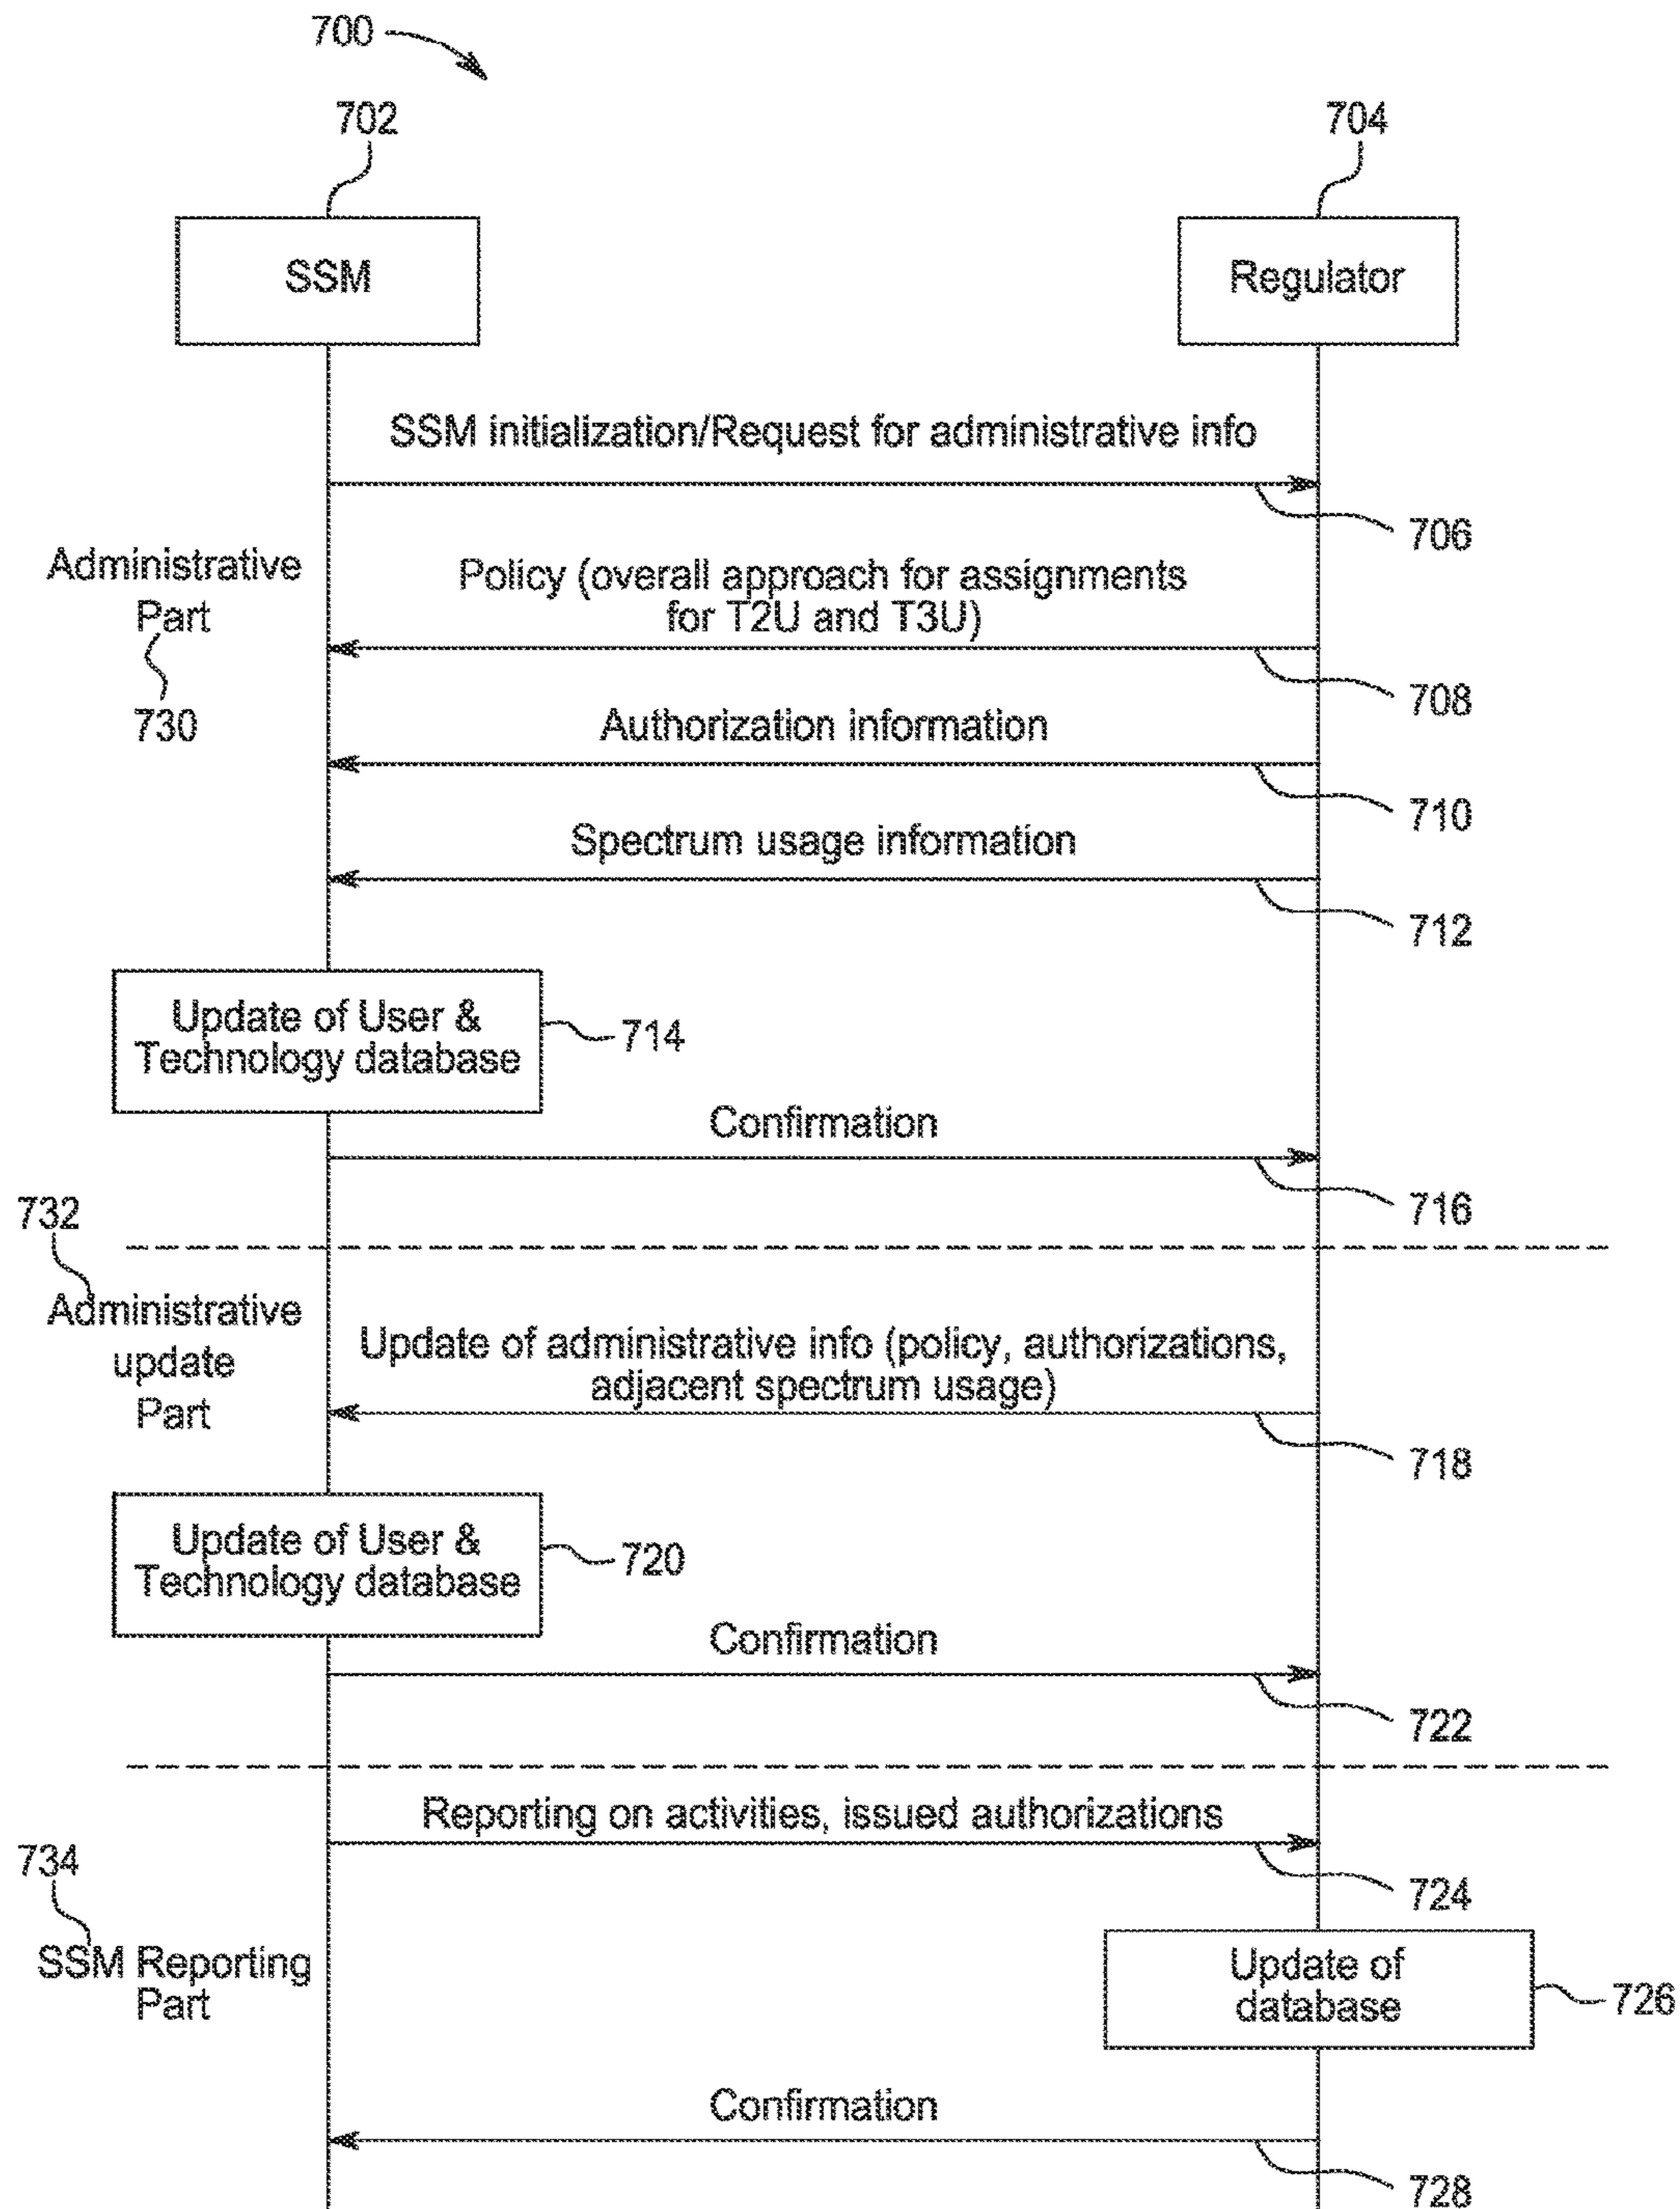 700
702
704
SSM
Regulator
SSM initialization/Request for administrative info
706
Administrative
Part
730
Policy (overall approach for assignments
for T2U and T3U)
708
Authorization information
710
Spectrum usage information
712
Update of User &
Technology database
714
Confirmation
716
732
Administrative
update
Part
Update of administrative info (policy, authorizations,
adjacent spectrum usage)
718
Update of User &
Technology database
720
Confirmation
722
Reporting on activities, issued authorizations
724
734
SSM Reporting
Part
Update of
database
726
Confirmation
728